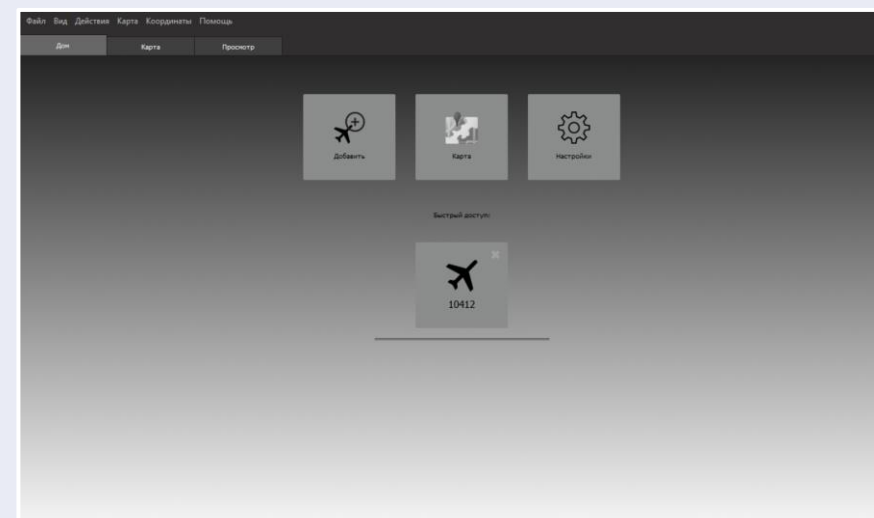 Файл Вид Действия Карта Координаты Помощь
Дом Карта Просмотр
Добавить Карта Настройки
Быстрый доступ:
10412